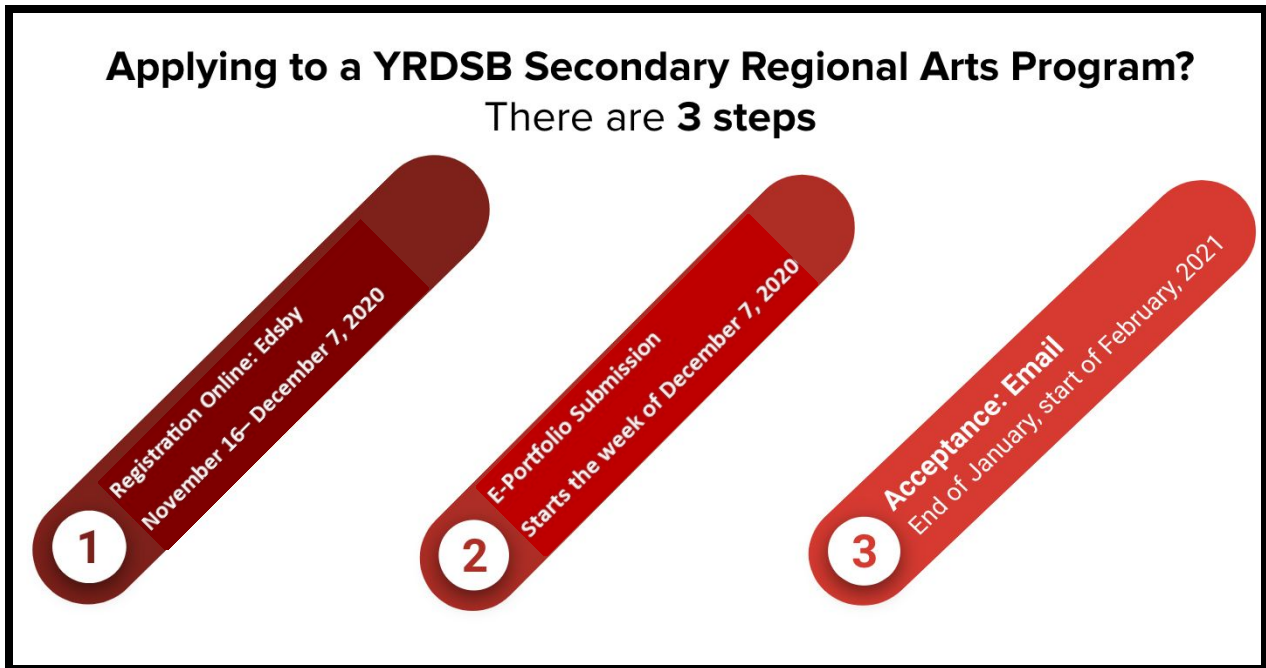 Applying to a YRDSB Secondary Regional Arts Program?
There are 3 steps
1
Registration Online: Edsby
November 16– December 7, 2020
2
E-Portfolio Submission
Starts the week of December 7, 2020
3
Acceptance: Email
End of January, start of February, 2021